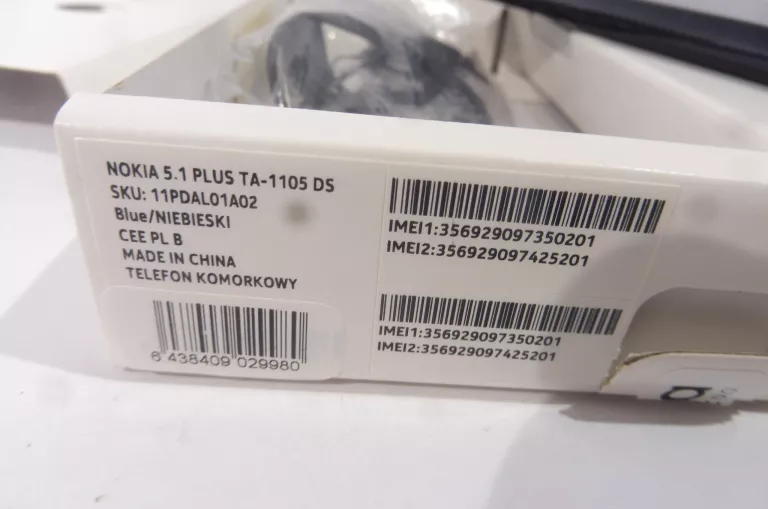 NOKIA 5.1 PLUS TA-1105 DS
SKU: 11PDAL01A02
Blue/NIEBIESKI
CEE PL B
MADE IN CHINA
TELEFON KOMORKOWY
6 438409 029980
IMEI1:356929097350201
IMEI2:356929097425201
IMEI1:356929097350201
IMEI2:356929097425201